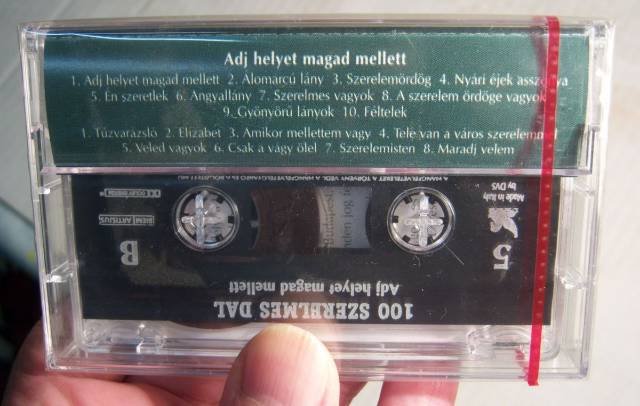 Adj helyet magad mellett
1. Adj helyet magad mellett 2. Álomarcú lány 3. Szerelemördög 4. Nyári éjek asszonya
5. Én szeretlek 6. Angyallány 7. Szerelmes vagyok 8. A szerelem ördöge vagyok
9. Gyönyörű lányok 10. Féltelek
1. Tűzvarázsló 2. Elizabet 3. Amikor mellettem vagy 4. Tele van a város szerelemmel
5. Veled vagyok 6. Csak a vágy ölel 7. Szerelemisten 8. Maradj velem
Made in Italy
by DVS
BIEM ARTISJUS
B
5
Adj helyet magad mellett
100 SZERELMES DAL